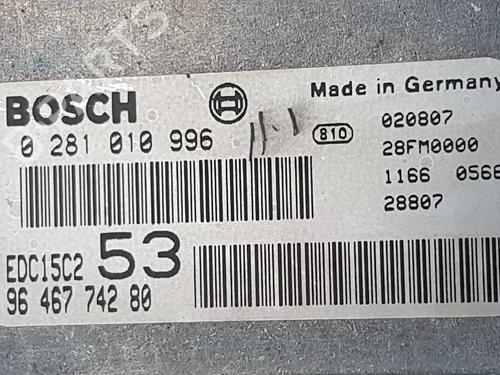 BOSCH
Made in Germany
0 281 010 996
810
020807
28FM0000
1166 0566
28807
EDC15C2 53
96 467 742 80